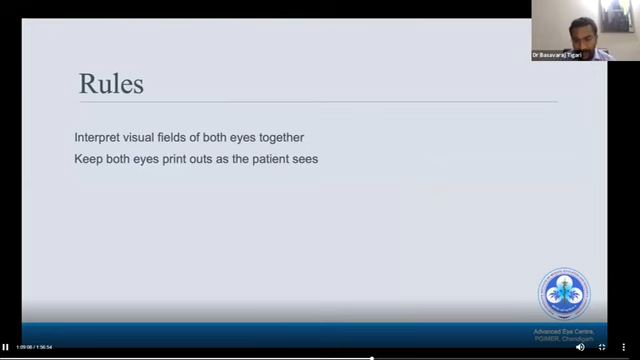 Dr Basavaraj Tigari
Rules
Interpret visual fields of both eyes together
Keep both eyes print outs as the patient sees
Advanced Eye Centre,
PGIMER, Chandigarh
1:09:08 / 1:56:54